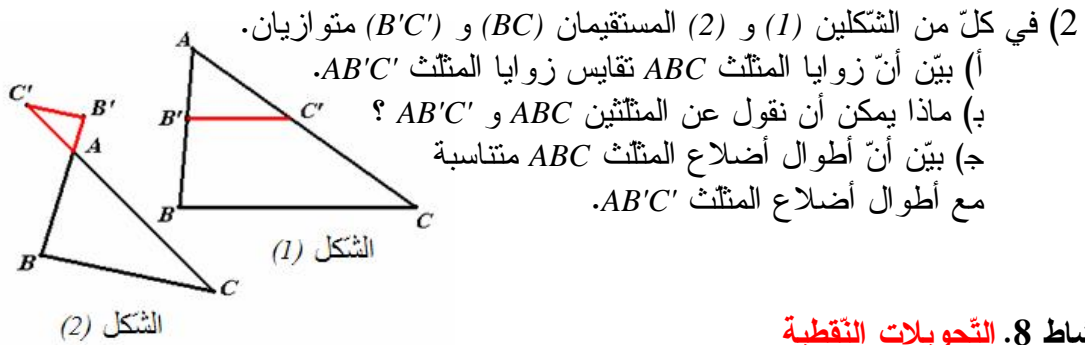 2) في كلّ من الشّكلين (1) و (2) المستقيمان (BC) و (B'C') متوازيان.
أ) بيّن أنّ زوايا المثلّث ABC تقايس زوايا المثلّث AB'C'.
بـ) ماذا يمكن أن نقول عن المثلّثين ABC و AB'C' ؟
جـ) بيّن أنّ أطوال أضلاع المثلّث ABC متناسبة
مع أطوال أضلاع المثلّث AB'C'.
A
B'
C'
B
C
الشّكل (1)
C'
B'
A
B
C
الشّكل (2)
8. التّحويلات النّقطية